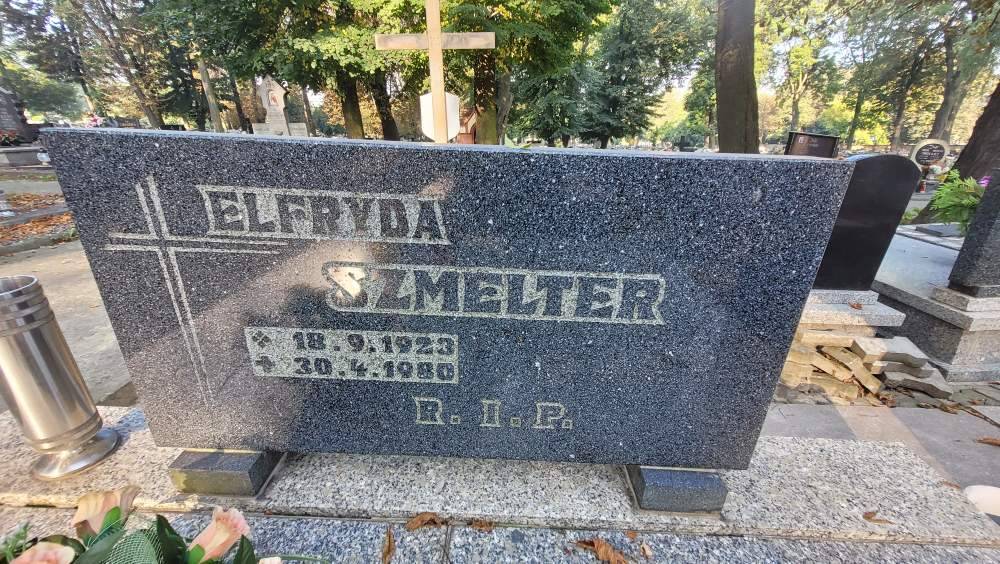 ELFRYDA
SZMELTER
18.9.1923
30.4.1980
R.I.P.